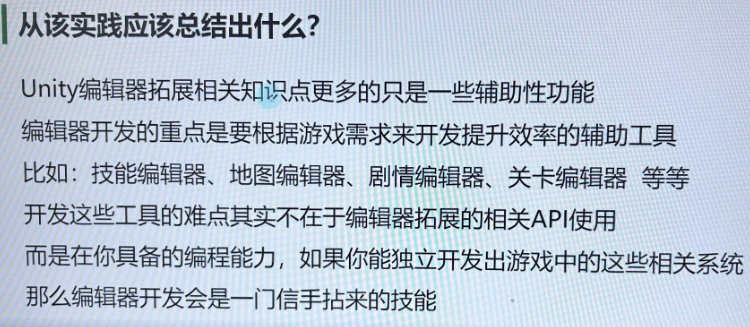 从该实践应该总结出什么？
Unity编辑器拓展相关知识点更多的只是一些辅助性功能
编辑器开发的重点是要根据游戏需求来开发提升效率的辅助工具
比如：技能编辑器、地图编辑器、剧情编辑器、关卡编辑器 等等
开发这些工具的难点其实不在于编辑器拓展的相关API使用
而是在你具备的编程能力，如果你能独立开发出游戏中的这些相关系统
那么编辑器开发会是一门信手拈来的技能